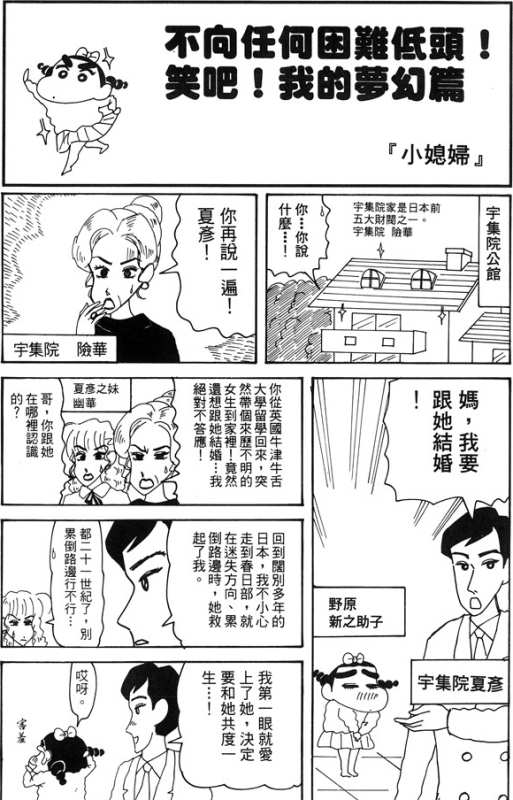 不向任何困難低頭！
笑吧！我的夢幻篇
『小媳婦』
宇集院公館
宇集院家是日本前
五大財閥之一。
宇集院　險華
你…你說
什麼…！
你再說一遍！
夏彥！
宇集院　險華
媽，我要
跟她結婚
！
野原
新之助子
宇集院夏彥
你從英國牛津牛舌
大學留學回來，突
然帶個來歷不明的
女生到家裡！竟然
還想跟她結婚…我
絕對不答應！
夏彥之妹
幽華
哥，你跟她
在哪裡認識
的？
回到闊別多年的
日本，我不小心
走到春日部，就
在迷失方向、累
倒路邊時，她救
起了我。
都二十一世紀了，別
累倒路邊行不行…
我第一眼就愛
上了她，決定
要和她共度一
生…！
哎呀。
害羞